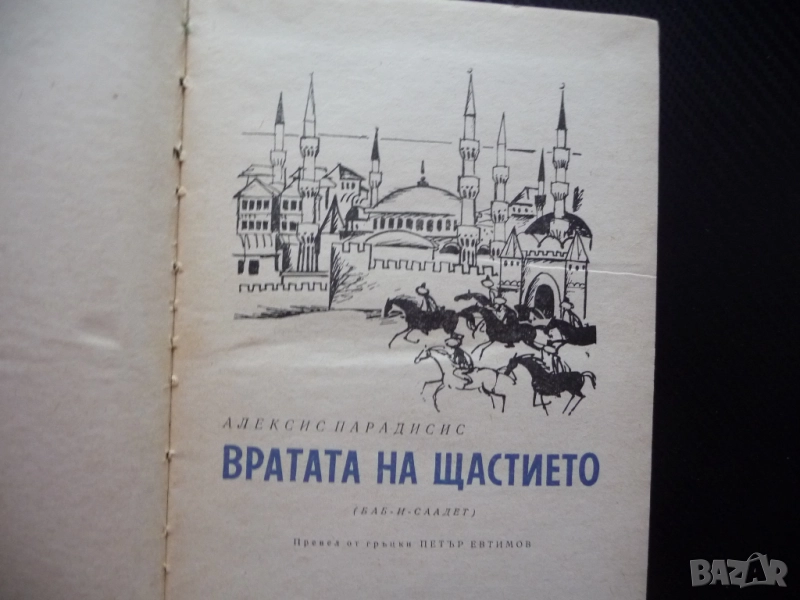 АЛЕКСИС ПАРАДИСИС
ВРАТАТА НА ЩАСТИЕТО
(БАБ-И-СААДЕТ)
Превел от гръцки ПЕТЪР ЕВТИМОВ
BAZAR